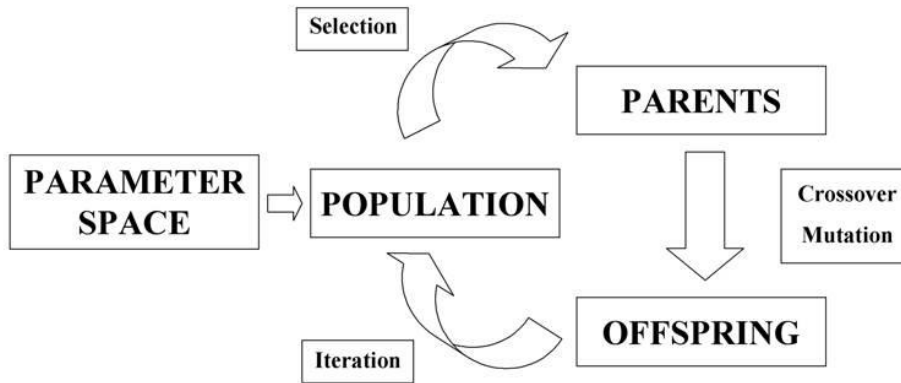 Selection
PARENTS
PARAMETER
SPACE
POPULATION
Crossover
Mutation
OFFSPRING
Iteration